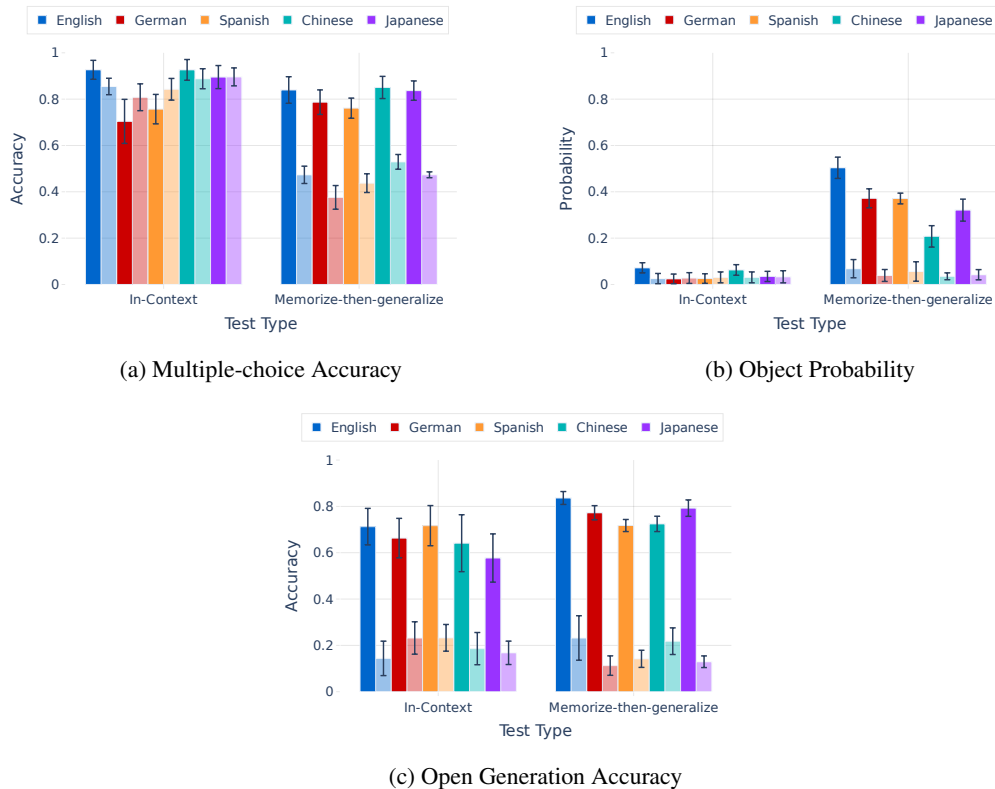 English German Spanish Chinese Japanese
1
0.8
0.6
0.4
0.2
0
Accuracy
In-Context Memorize-then-generalize
Test Type
(a) Multiple-choice Accuracy
English German Spanish Chinese Japanese
1
0.8
0.6
0.4
0.2
0
Probability
In-Context Memorize-then-generalize
Test Type
(b) Object Probability
English German Spanish Chinese Japanese
1
0.8
0.6
0.4
0.2
0
Accuracy
In-Context Memorize-then-generalize
Test Type
(c) Open Generation Accuracy